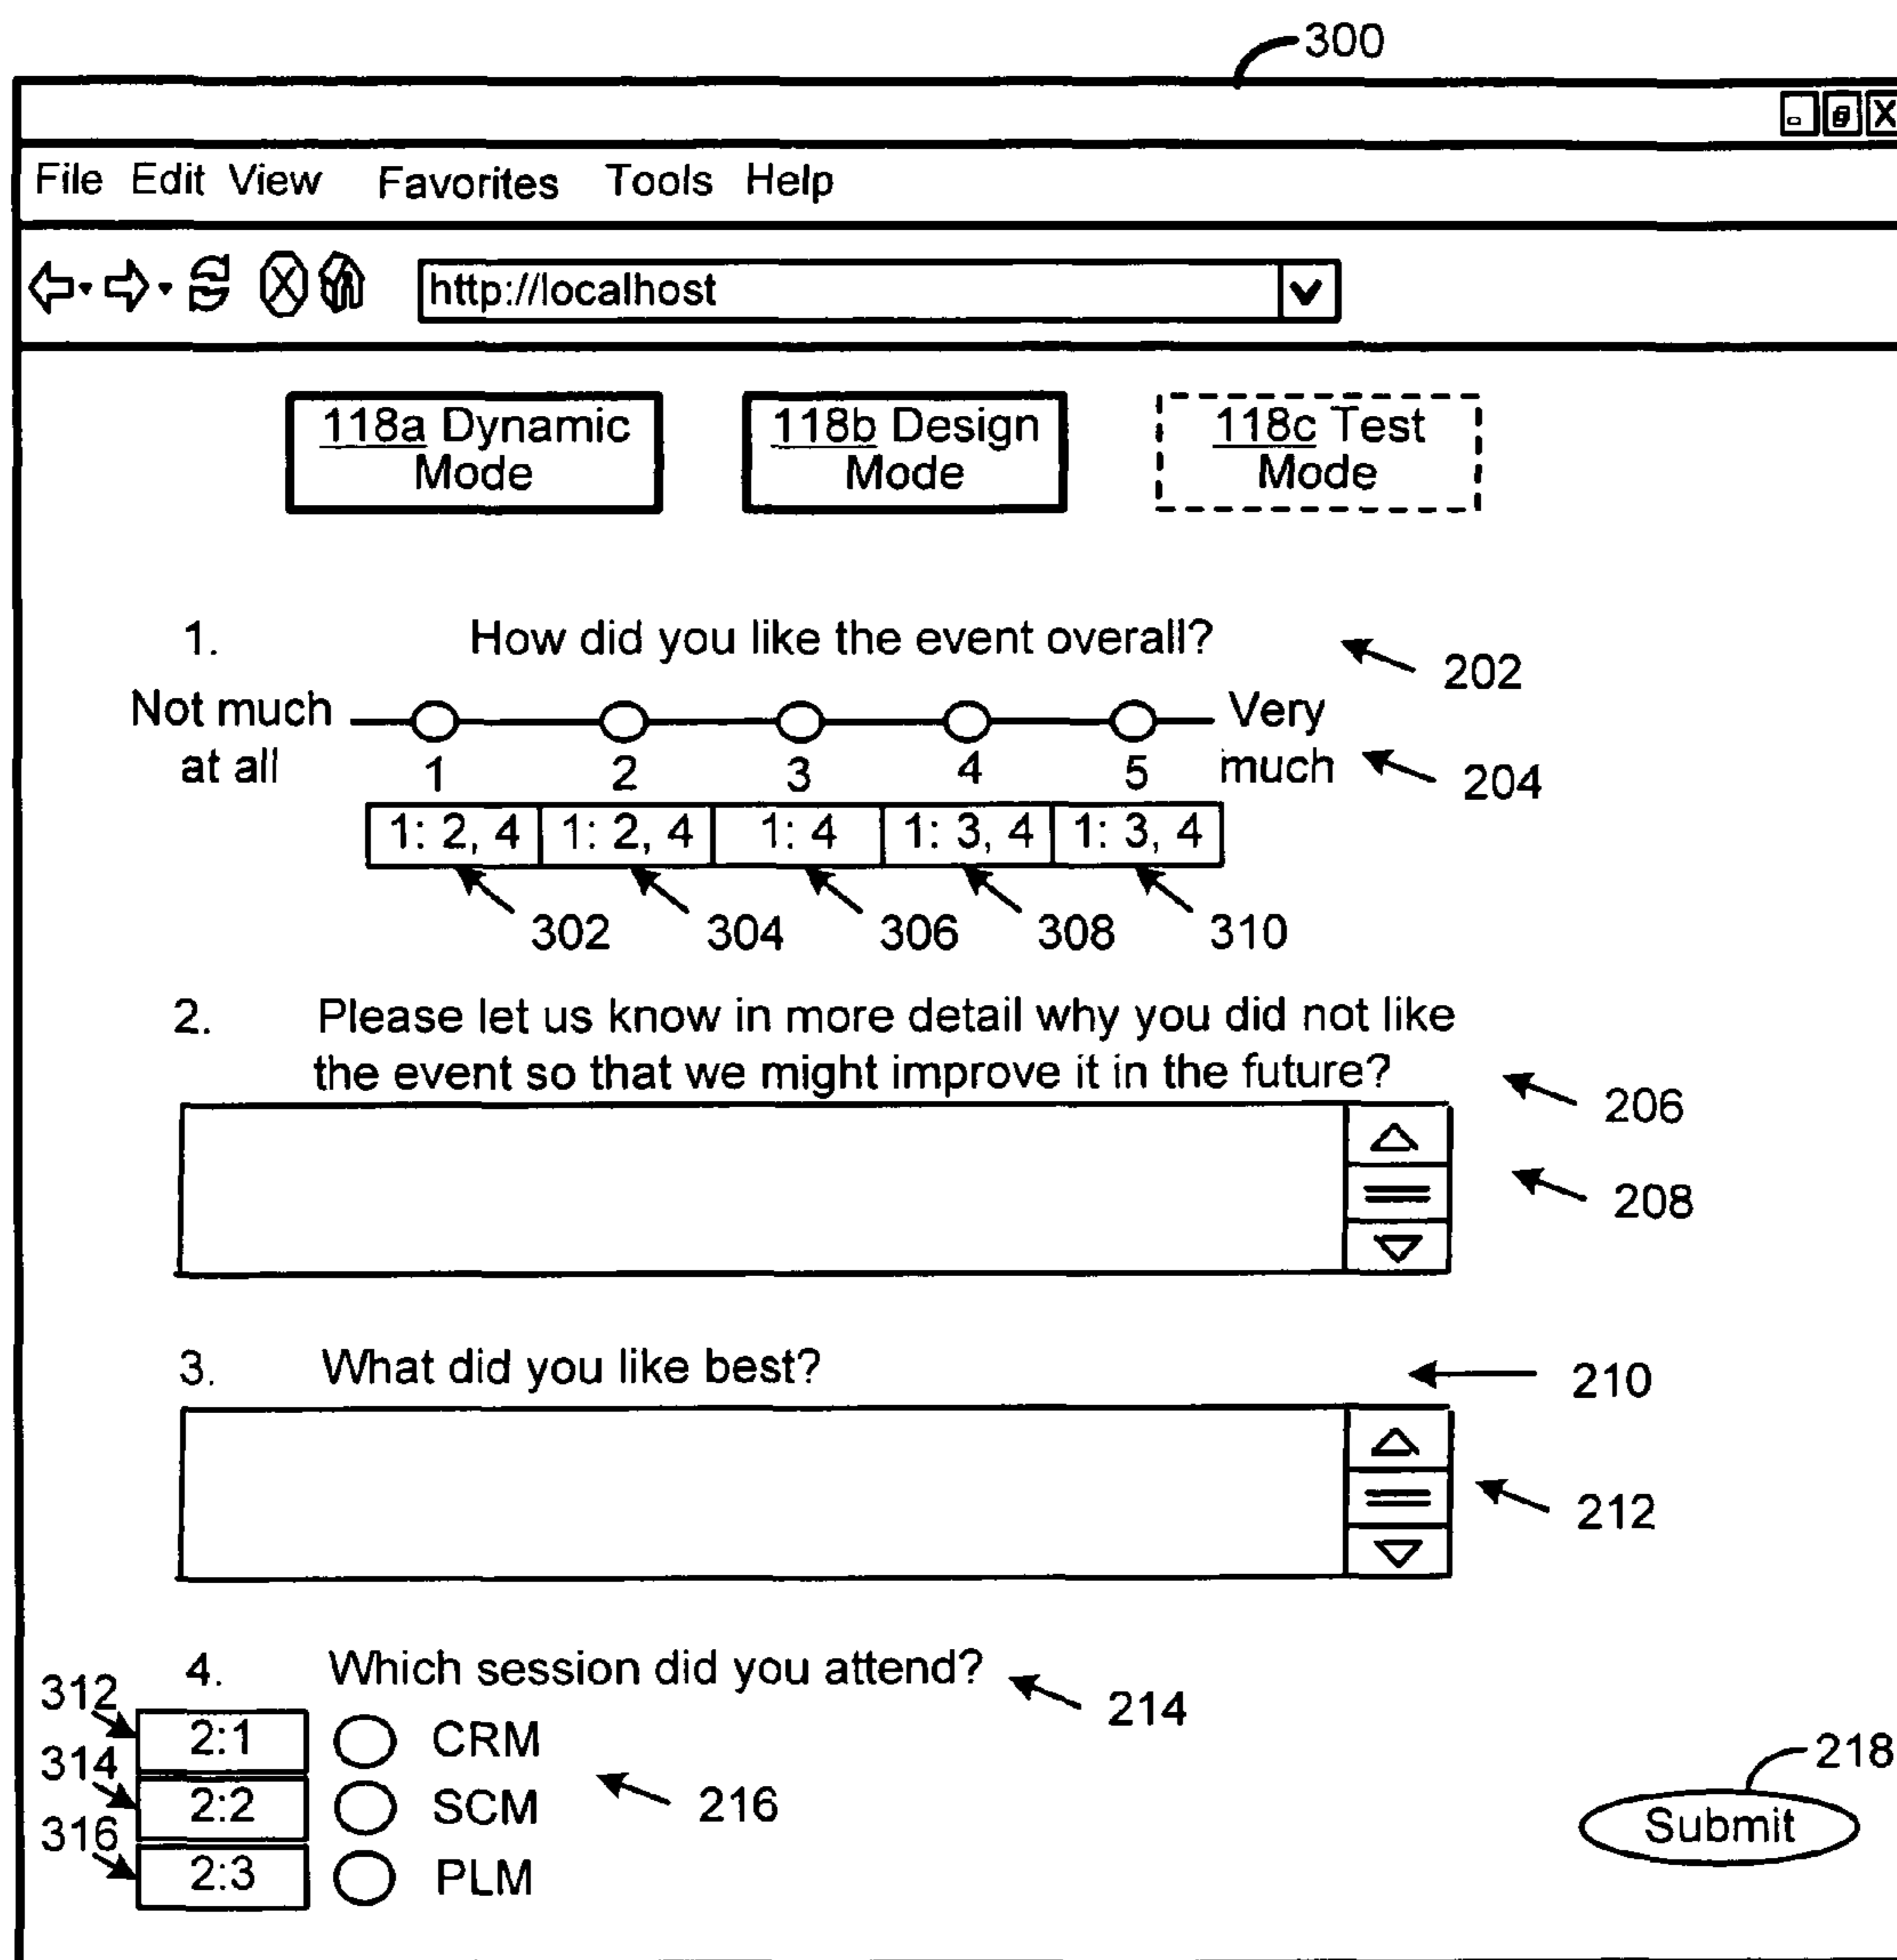 300
File Edit View Favorites Tools Help
http://localhost
118a Dynamic Mode
118b Design Mode
118c Test Mode
1. How did you like the event overall?
202
Not much at all
Very much
1 2 3 4 5
204
1: 2, 4 1: 2, 4 1: 4 1: 3, 4 1: 3, 4
302 304 306 308 310
2. Please let us know in more detail why you did not like
the event so that we might improve it in the future?
206
208
3. What did you like best?
210
212
4. Which session did you attend?
214
312
2:1 CRM
314
2:2 SCM
216
316
2:3 PLM
218
Submit